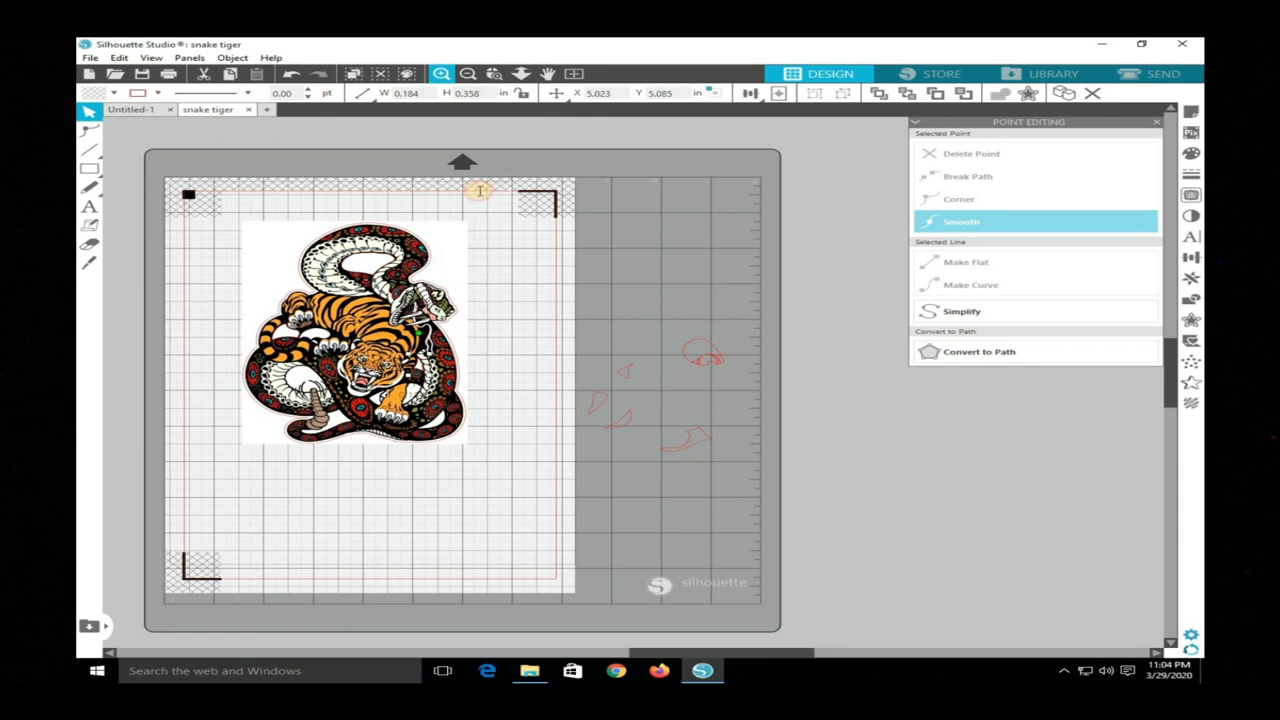 Silhouette Studio®: snake tiger
File Edit View Panels Object Help
DESIGN STORE LIBRARY SEND
0.00 pt W 0.184 H 0.358 in X 5.023 Y 5.085 in
Untitled-1 × snake tiger × +
POINT EDITING
Selected Point
Delete Point
Break Path
Corner
Smooth
Selected Line
Make Flat
Make Curve
Simplify
Convert to Path
Convert to Path
silhouette
Search the web and Windows
11:04 PM
3/29/2020